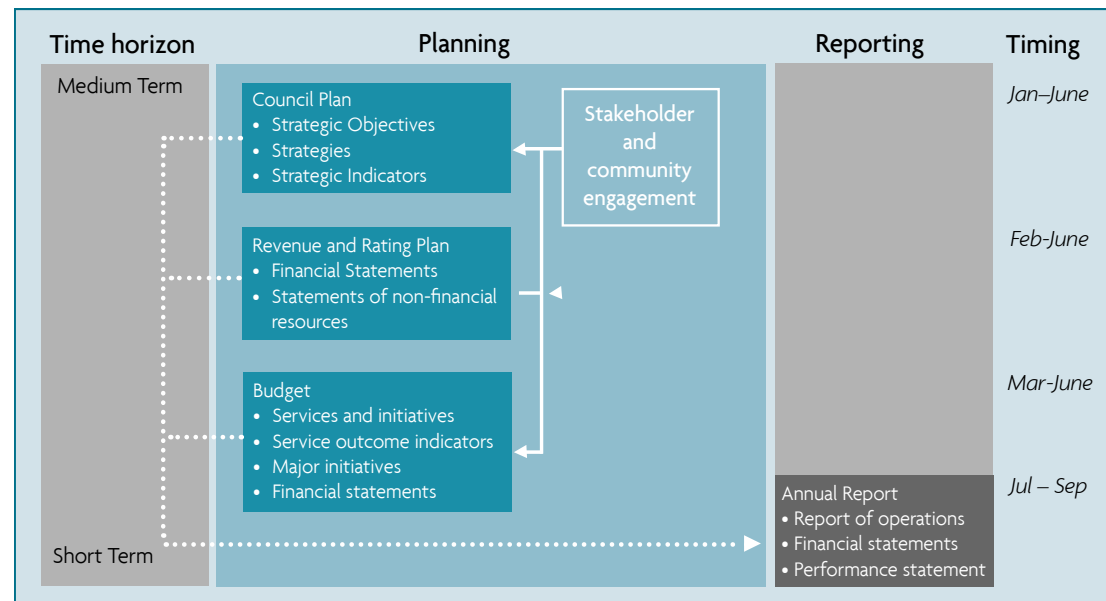 Time horizon
Planning
Reporting
Timing
Medium Term
Council Plan
• Strategic Objectives
• Strategies
• Strategic Indicators
Stakeholder
and
community
engagement
Jan–June
Revenue and Rating Plan
• Financial Statements
• Statements of non-financial
resources
Feb-June
Budget
• Services and initiatives
• Service outcome indicators
• Major initiatives
• Financial statements
Mar-June
Short Term
Annual Report
• Report of operations
• Financial statements
• Performance statement
Jul – Sep